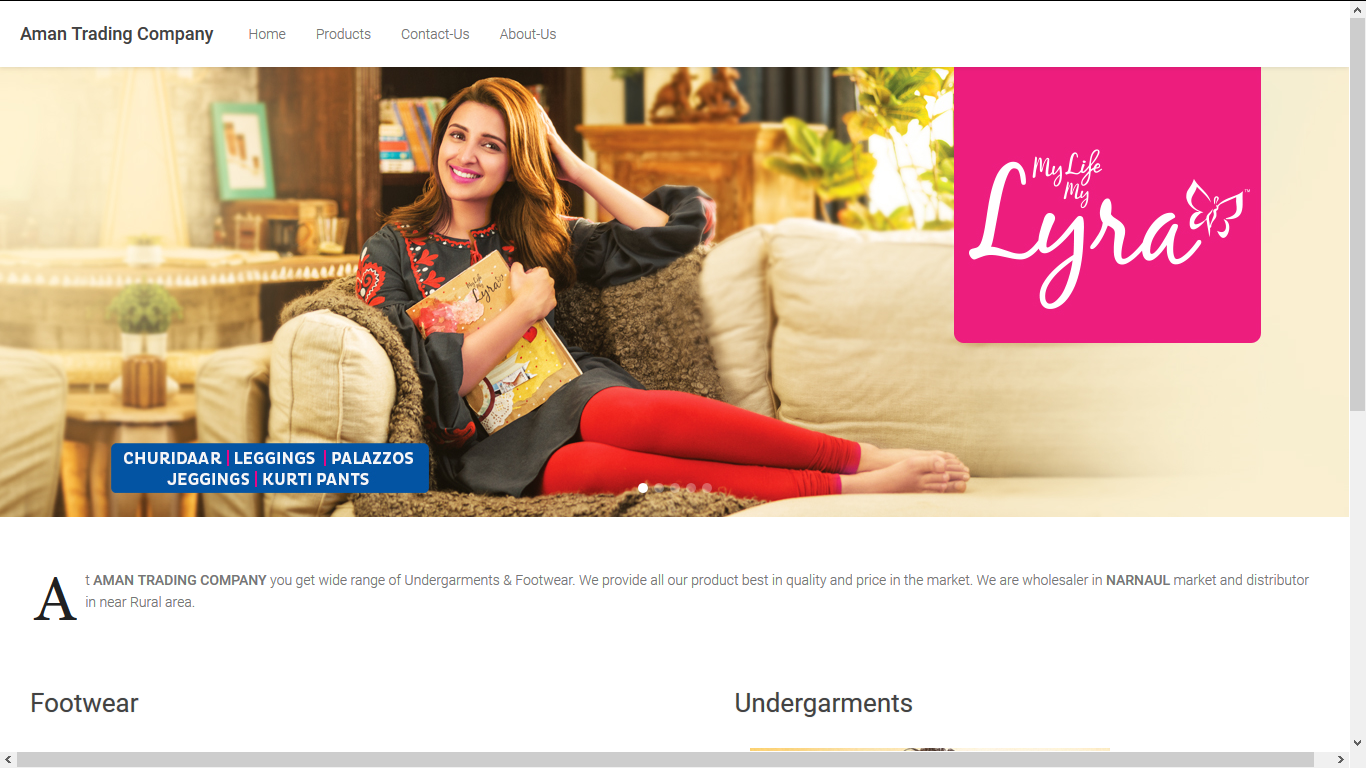 Aman Trading Company Home Products Contact-Us About-Us
My Life
My
Lyra
TM
My Life
My
Lyra
CHURIDAAR | LEGGINGS | PALAZZOS
JEGGINGS | KURTI PANTS
At AMAN TRADING COMPANY you get wide range of Undergarments & Footwear. We provide all our product best in quality and price in the market. We are wholesaler in NARNAUL market and distributor
in near Rural area.
Footwear Undergarments